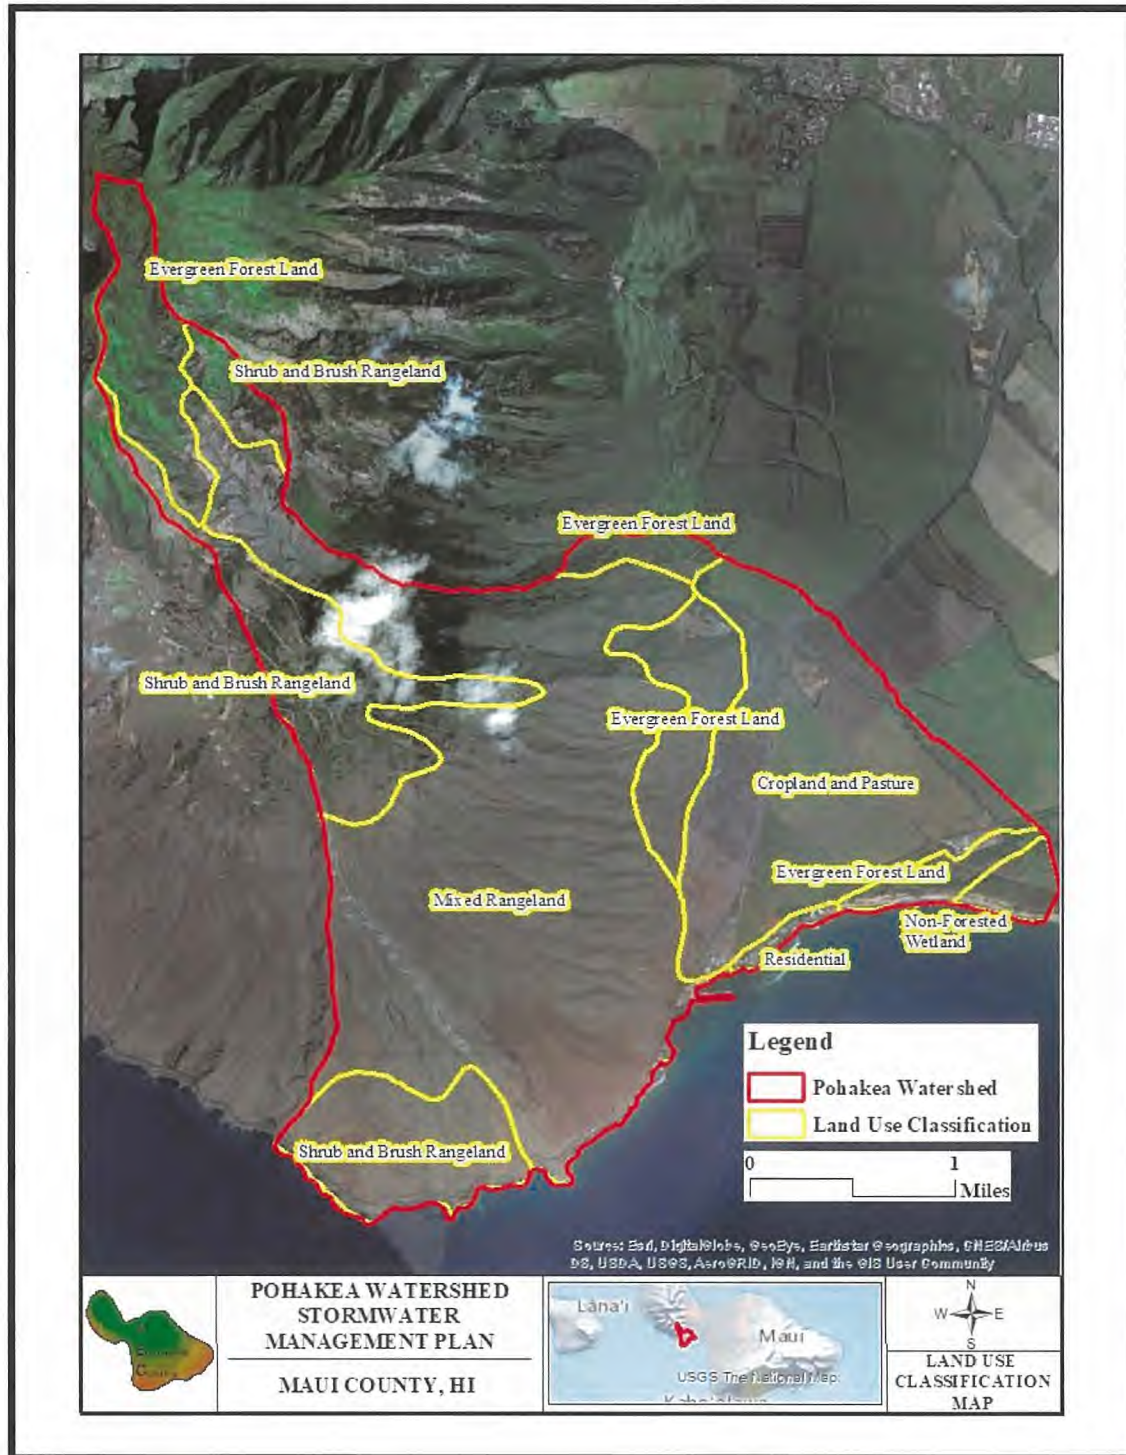 Evergreen Forest Land
Shrub and Brush Rangeland
Evergreen Forest Land
Shrub and Brush Rangeland
Evergreen Forest Land
Cropland and Pasture
Evergreen Forest Land
Mixed Rangeland
Non-Forested
Wetland
Residential
Legend
Pohakea Watershed
Land Use Classification
0 1
Miles
Shrub and Brush Rangeland
Source: Esri, DigitalGlobe, GeoEye, Earthstar Geographics, CNES/Airbus
DS, USDA, USGS, AeroGRID, IGN, and the GIS User Community
POHAKEA WATERSHED
STORMWATER
MANAGEMENT PLAN
MAUI COUNTY, HI
Lāna'i
Maui
USGS The National Map:
N
W E
S
LAND USE
CLASSIFICATION
MAP